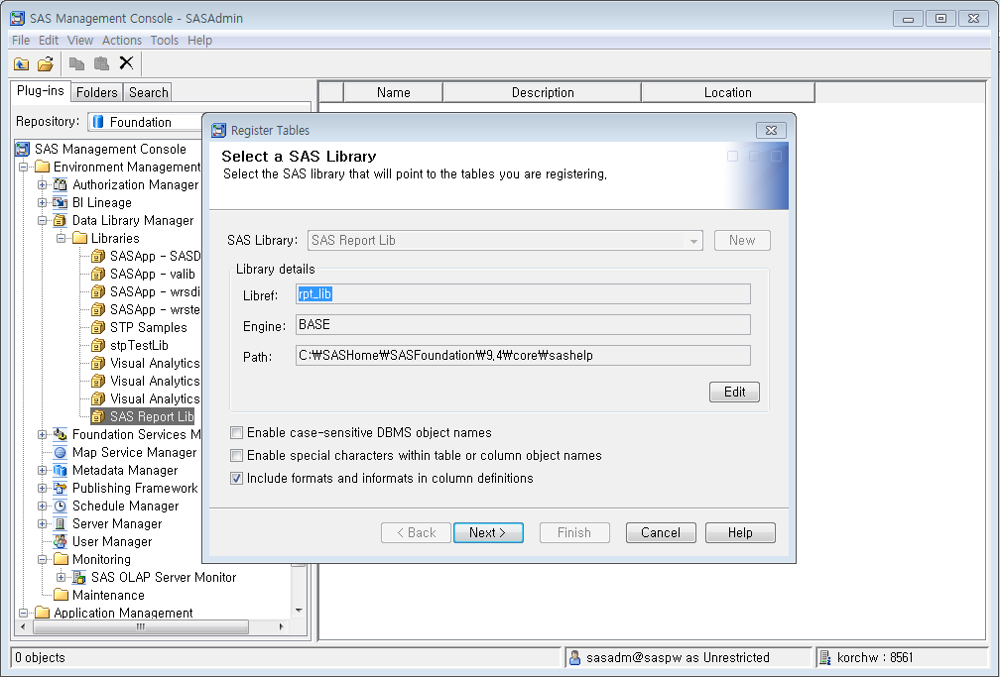 SAS Management Console - SASAdmin
File Edit View Actions Tools Help
Plug-ins Folders Search
Repository: Foundation
SAS Management Console
Environment Management
Authorization Manager
BI Lineage
Data Library Manager
Libraries
SASApp - SASD
SASApp - valib
SASApp - wrsdi
SASApp - wrste
STP Samples
stpTestLib
Visual Analytics
Visual Analytics
Visual Analytics
SAS Report Lib
Foundation Services M
Map Service Manager
Metadata Manager
Publishing Framework
Schedule Manager
Server Manager
User Manager
Monitoring
SAS OLAP Server Monitor
Maintenance
Application Management
Name Description Location
Register Tables
Select a SAS Library
Select the SAS library that will point to the tables you are registering.
SAS Library: SAS Report Lib New
Library details
Libref: rpt_lib
Engine: BASE
Path: C:₩SASHome₩SASFoundation₩9.4₩core₩sashelp
Edit
Enable case-sensitive DBMS object names
Enable special characters within table or column object names
Include formats and informats in column definitions
< Back Next > Finish Cancel Help
0 objects sasadm@saspw as Unrestricted korchw : 8561